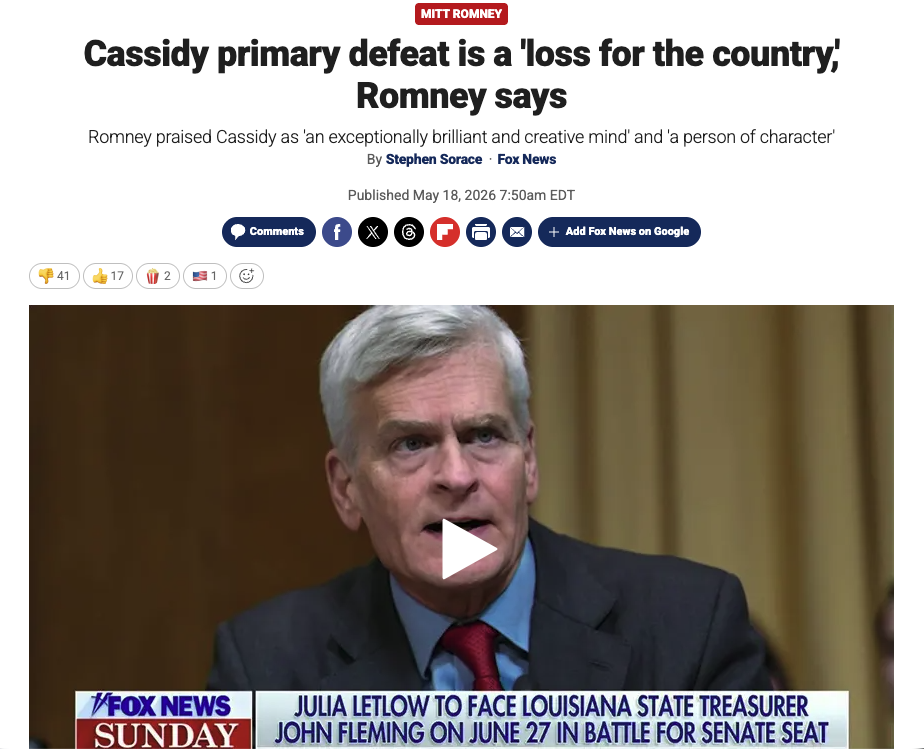 MITT ROMNEY
Cassidy primary defeat is a 'loss for the country,'
Romney says
Romney praised Cassidy as 'an exceptionally brilliant and creative mind' and 'a person of character'
By Stephen Sorace · Fox News
Published May 18, 2026 7:50am EDT
Comments
Add Fox News on Google
41 17 2 1
FOX NEWS
SUNDAY
JULIA LETLOW TO FACE LOUISIANA STATE TREASURER
JOHN FLEMING ON JUNE 27 IN BATTLE FOR SENATE SEAT